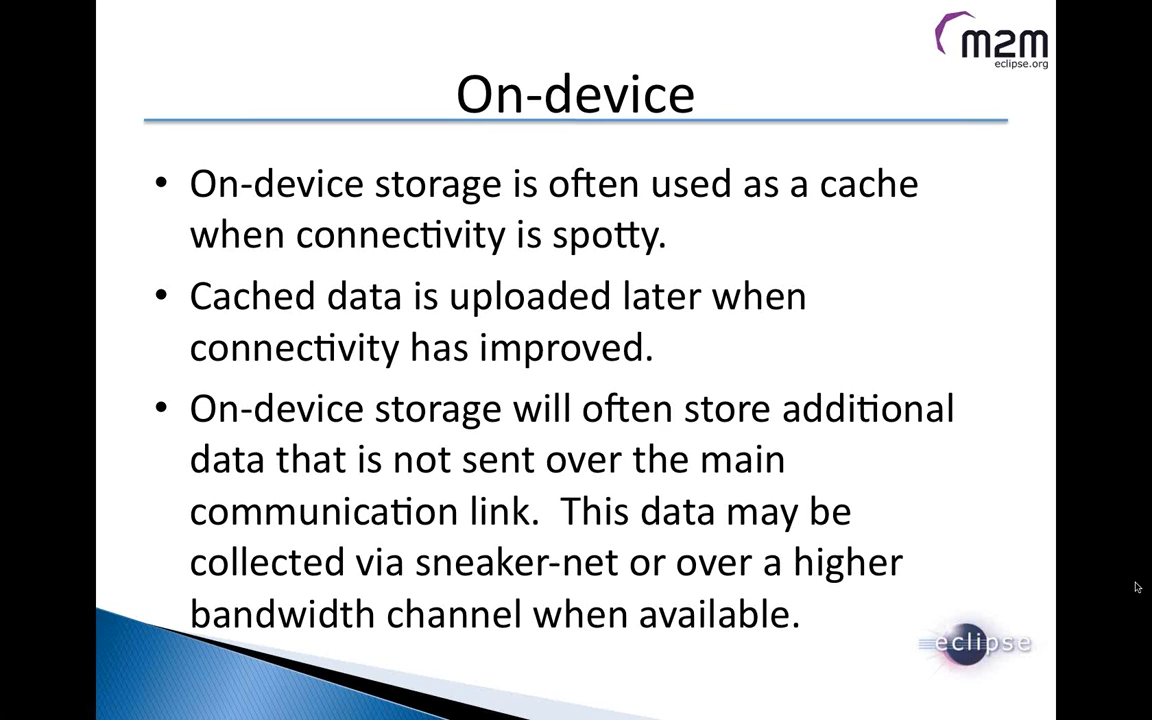 m2m
eclipse.org
On-device
• On-device storage is often used as a cache
when connectivity is spotty.
• Cached data is uploaded later when
connectivity has improved.
• On-device storage will often store additional
data that is not sent over the main
communication link.  This data may be
collected via sneaker-net or over a higher
bandwidth channel when available.
eclipse